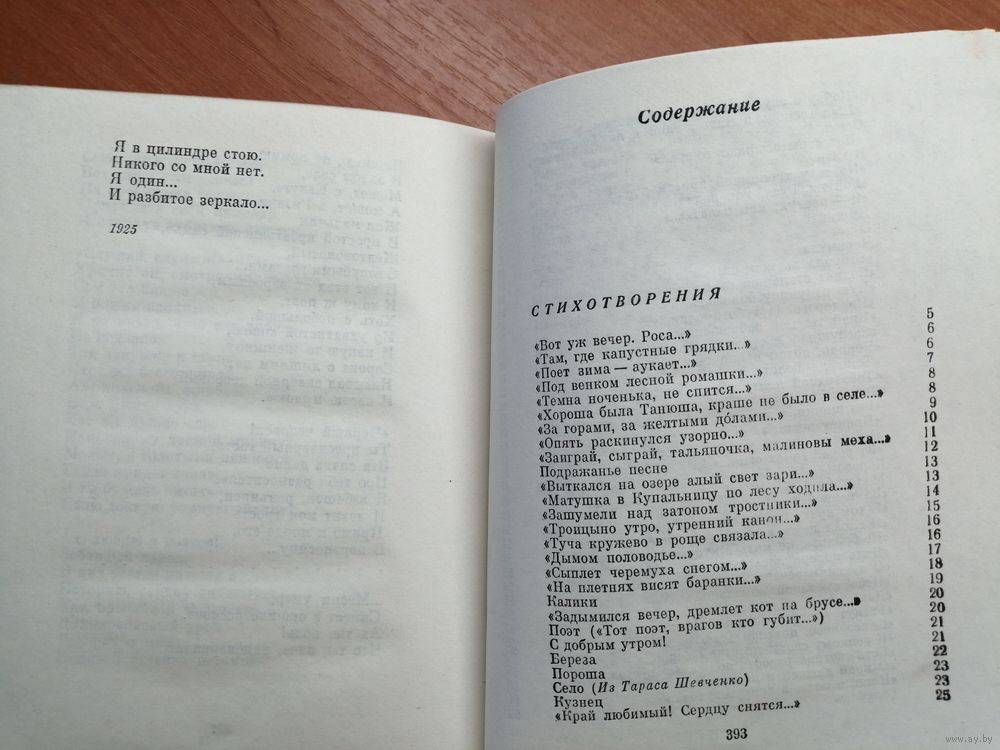 Я в цилиндре стою.
Никого со мной нет.
Я один...
И разбитое зеркало...
1925
Содержание
СТИХОТВОРЕНИЯ
«Вот уж вечер. Роса...» 5
«Там, где капустные грядки...» 6
«Поет зима — аукает...» 6
«Под венком лесной ромашки...» 7
«Темна ноченька, не спится...» 8
«Хороша была Танюша, краше не было в селе...» 8
«За горами, за желтыми до́лами...» 9
«Опять раскинулся узорно...» 10
«Заиграй, сыграй, тальяночка, малиновы меха...» 11
Подражанье песне 12
«Выткался на озере алый свет зари...» 13
«Матушка в Купальницу по лесу ходила...» 13
«Зашумели над затоном тростники...» 14
«Троицыно утро, утренний канон...» 15
«Туча кружево в роще связала...» 16
«Дымом половодье...» 16
«Сыплет черемуха снегом...» 17
«На плетнях висят баранки...» 18
Калики 19
«Задымился вечер, дремлет кот на брусе...» 20
Поэт («Тот поэт, врагов кто губит...») 20
С добрым утром! 21
Береза 21
Пороша 22
Село (Из Тараса Шевченко) 23
Кузнец 23
«Край любимый! Сердцу снятся...» 25
393
www.ay.by